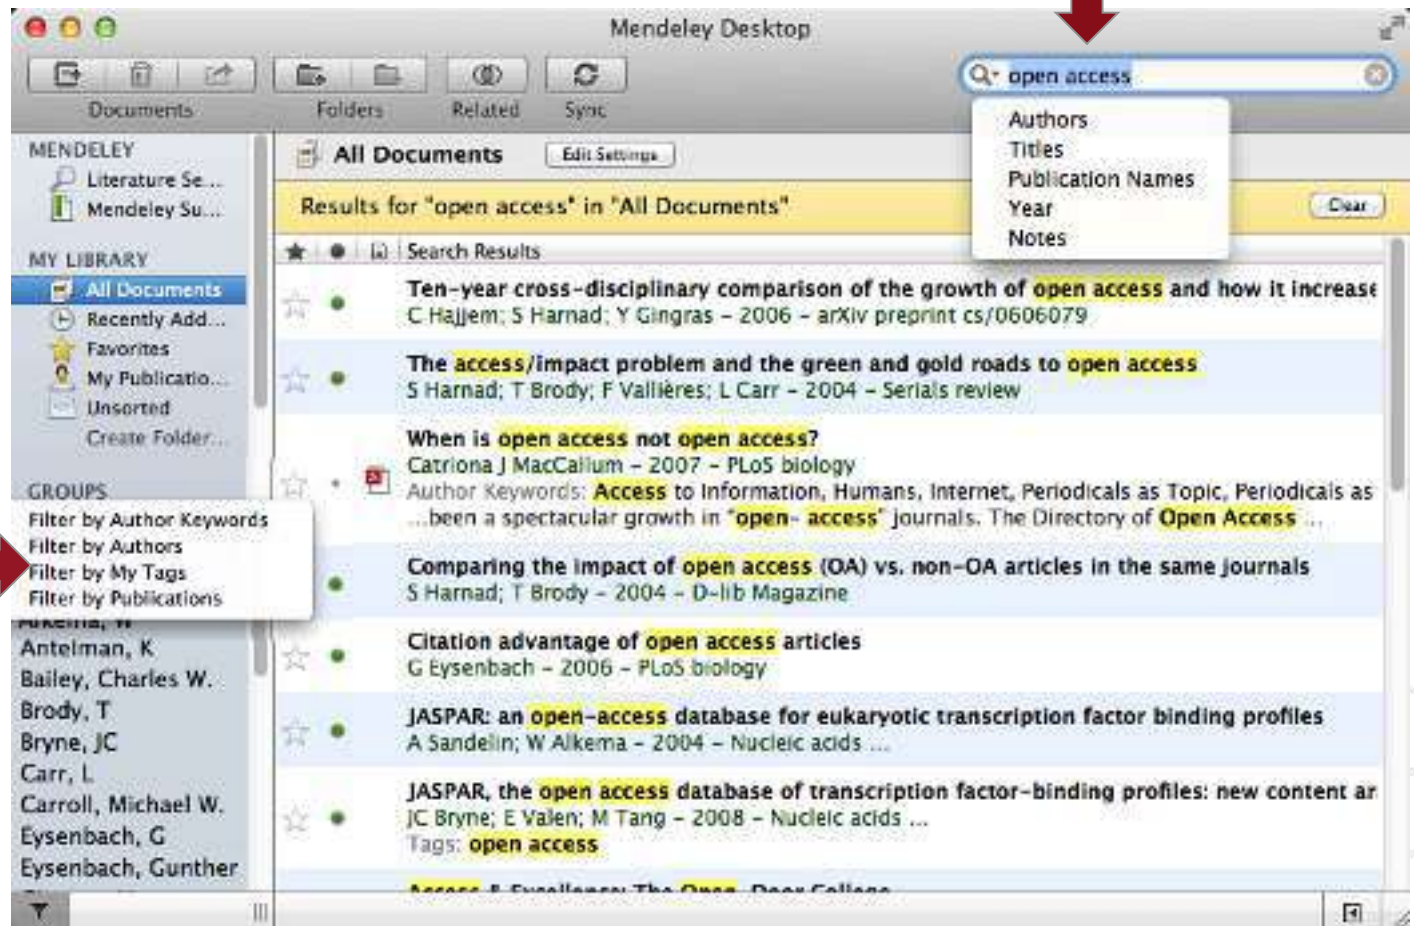 Mendeley Desktop
open access
Documents
Folders
Related
Sync
Authors
Titles
Publication Names
Year
Notes
MENDELEY
Literature Se...
Mendeley Su...
MY LIBRARY
All Documents
Recently Add...
Favorites
My Publicatio...
Unsorted
Create Folder...
GROUPS
Filter by Author Keywords
Filter by Authors
Filter by My Tags
Filter by Publications
Alkema, W
Antelman, K
Bailey, Charles W.
Brody, T
Bryne, JC
Carr, L
Carroll, Michael W.
Eysenbach, G
Eysenbach, Gunther
All Documents
Edit Settings
Results for "open access" in "All Documents"
Clear
Search Results
Ten-year cross-disciplinary comparison of the growth of open access and how it increase
C Hajjem; S Harnad; Y Gingras – 2006 – arXiv preprint cs/0606079
The access/impact problem and the green and gold roads to open access
S Harnad; T Brody; F Vallières; L Carr – 2004 – Serials review
When is open access not open access?
Catriona J MacCallum – 2007 – PLoS biology
Author Keywords: Access to Information, Humans, Internet, Periodicals as Topic, Periodicals as
...been a spectacular growth in "open- access" journals. The Directory of Open Access ...
Comparing the impact of open access (OA) vs. non-OA articles in the same journals
S Harnad; T Brody – 2004 – D-lib Magazine
Citation advantage of open access articles
G Eysenbach – 2006 – PLoS biology
JASPAR: an open-access database for eukaryotic transcription factor binding profiles
A Sandelin; W Alkema – 2004 – Nucleic acids ...
JASPAR, the open access database of transcription factor-binding profiles: new content ar
JC Bryne; E Valen; M Tang – 2008 – Nucleic acids ...
Tags: open access
Access & Excellence: The Open Door College